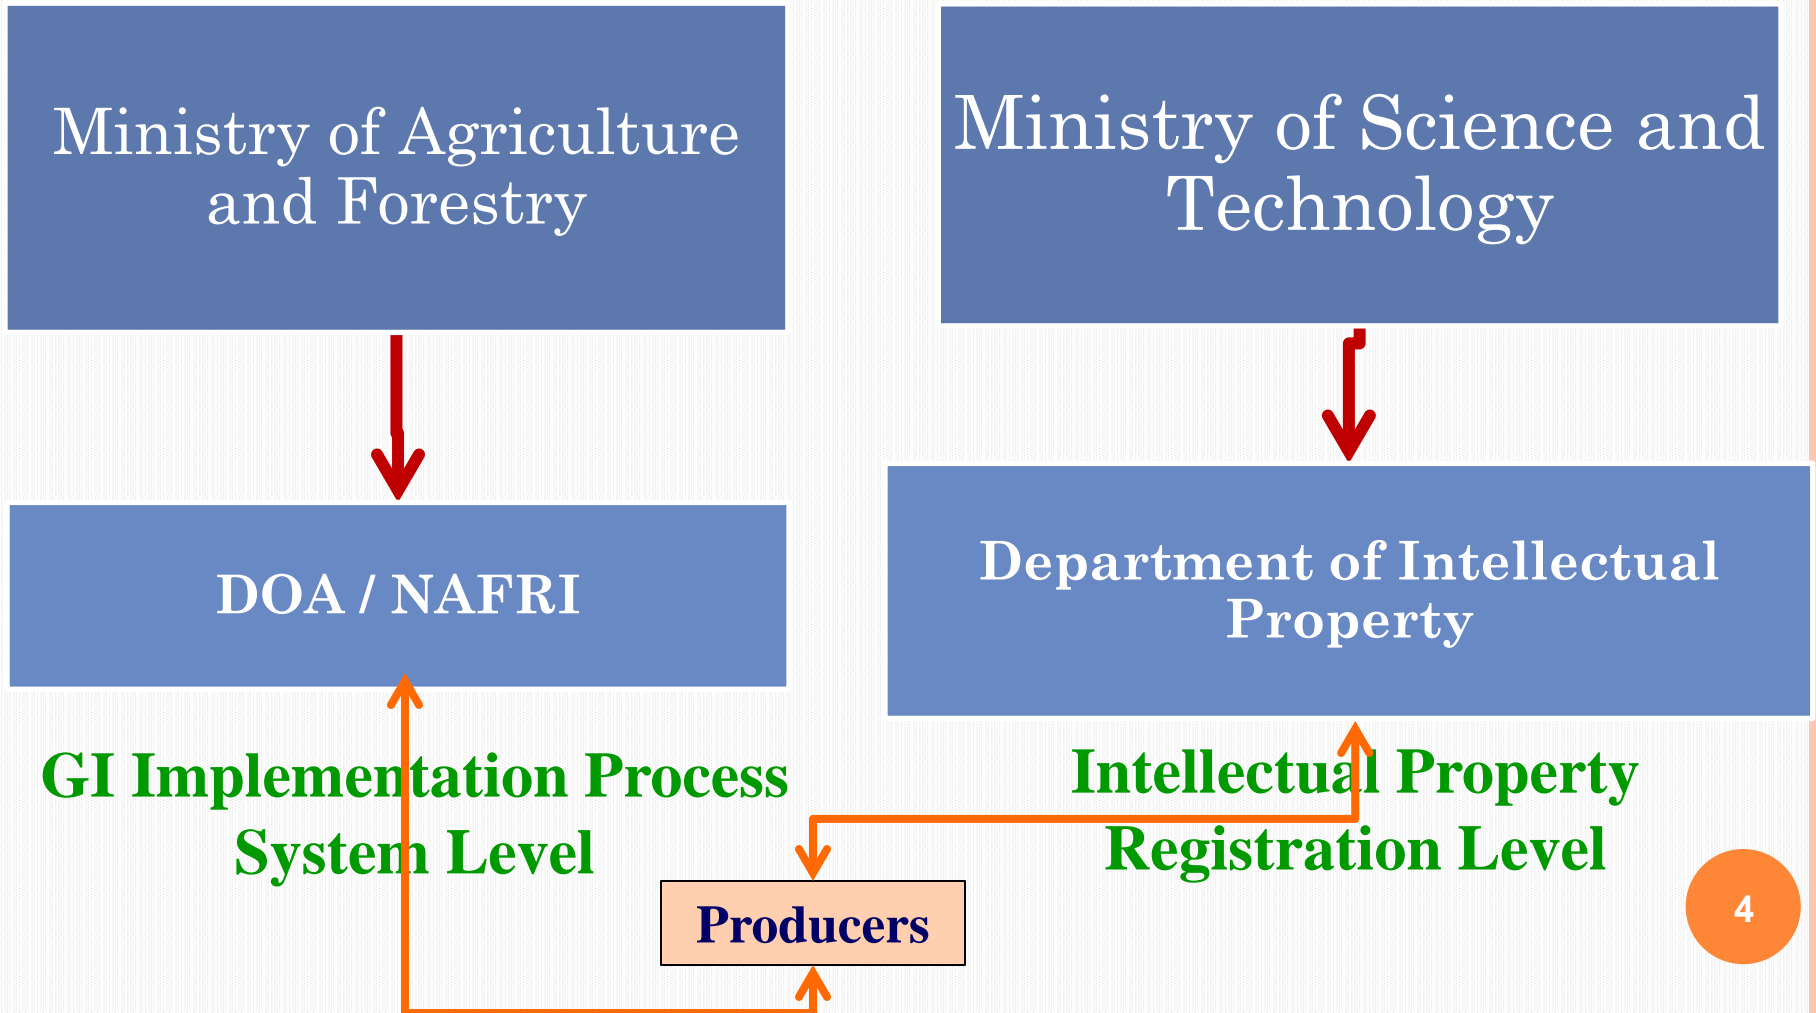 Ministry of Agriculture
and Forestry
Ministry of Science and
Technology
DOA / NAFRI
Department of Intellectual
Property
GI Implementation Process
System Level
Intellectual Property
Registration Level
Producers
4